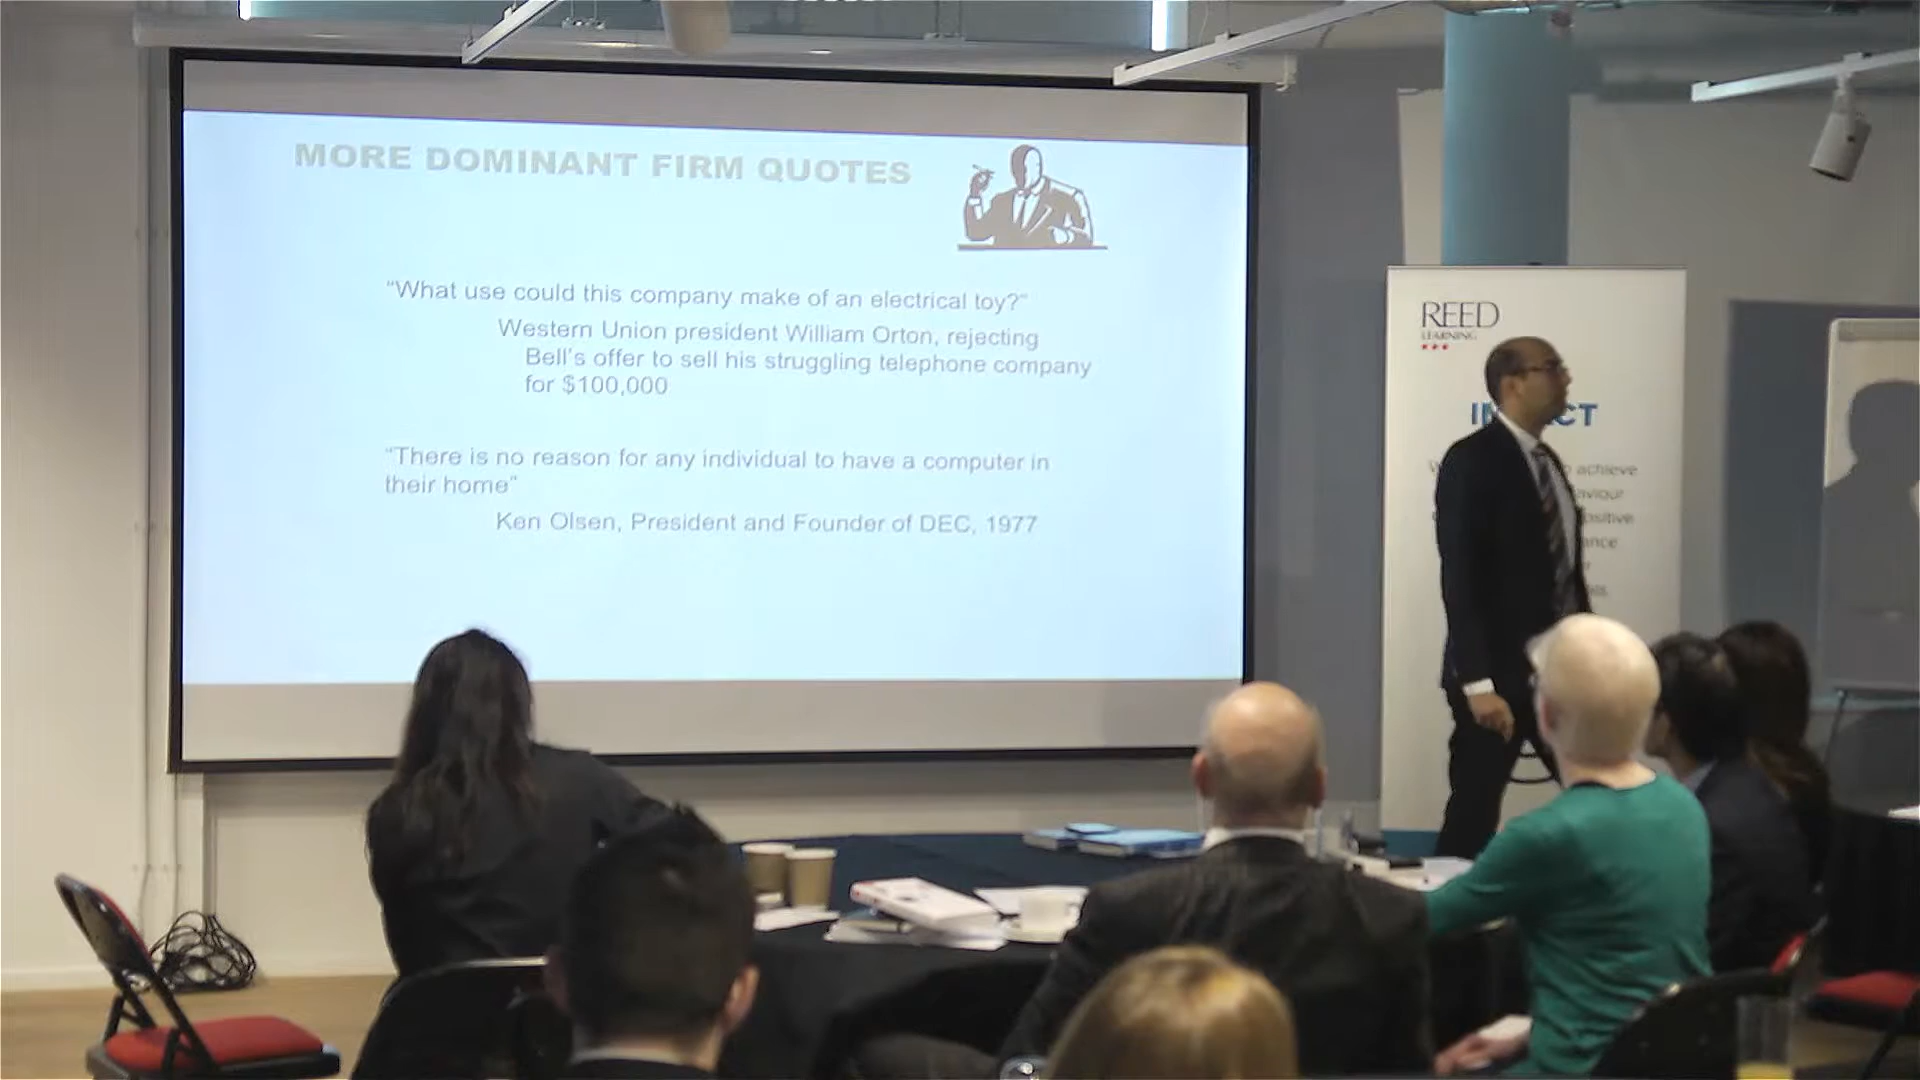 MORE DOMINANT FIRM QUOTES
“What use could this company make of an electrical toy?”
Western Union president William Orton, rejecting
Bell’s offer to sell his struggling telephone company
for $100,000
“There is no reason for any individual to have a computer in
their home”
Ken Olsen, President and Founder of DEC, 1977
REED
LEARNING
achieve